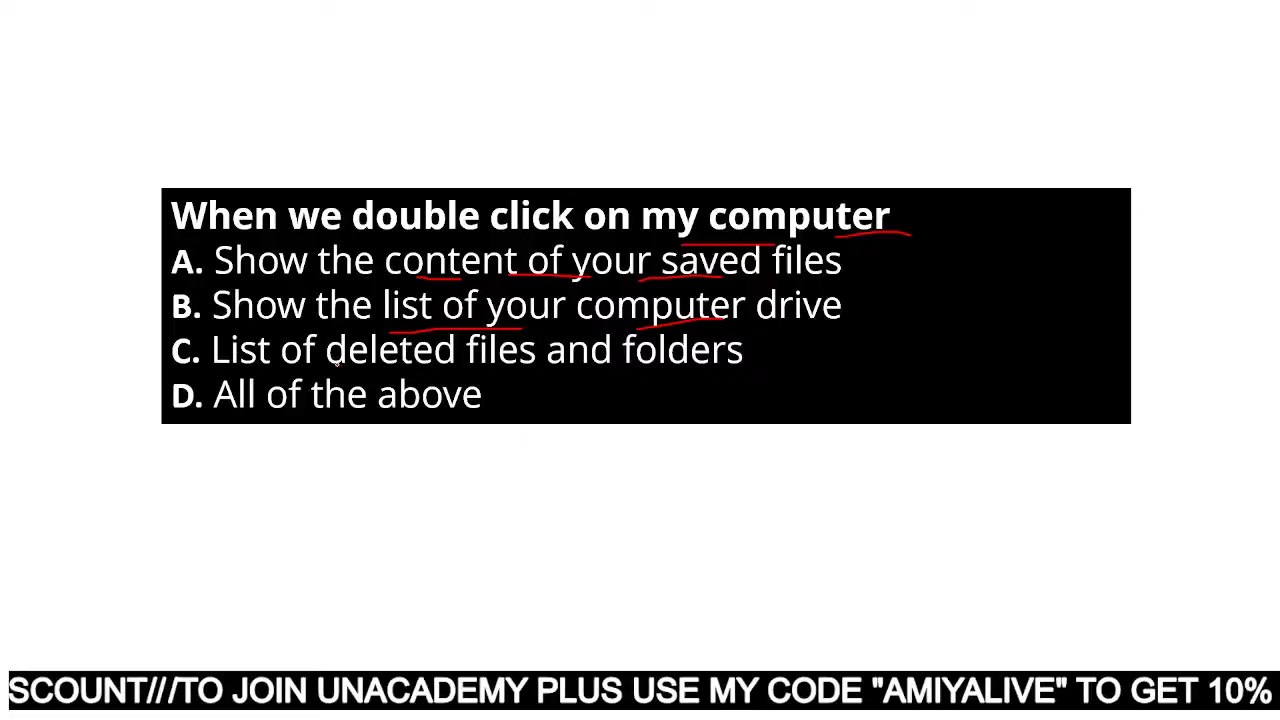 When we double click on my computer
A. Show the content of your saved files
B. Show the list of your computer drive
C. List of deleted files and folders
D. All of the above
SCOUNT///TO JOIN UNACADEMY PLUS USE MY CODE "AMIYALIVE" TO GET 10%